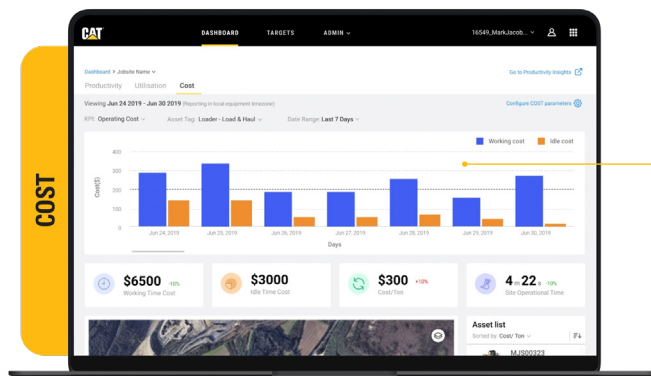 COST
CAT
DASHBOARD TARGETS ADMIN
16549_MarkJacob...
Dashboard > Jobsite Name
Go to Productivity Insights
Productivity Utilisation Cost
Viewing Jun 24 2019 - Jun 30 2019 (Reporting in local equipment timezone)
Configure COST parameters
KPI: Operating Cost Asset Tag: Loader - Load & Haul Date Range: Last 7 Days
Working cost Idle cost
Cost($)
400
300
200
100
0
Jun 24, 2019 Jun 25, 2019 Jun 26, 2019 Jun 27, 2019 Jun 28, 2019 Jun 29, 2019 Jun 30, 2019
Days
$6500 -10%
Working Time Cost
$3000
Idle Time Cost
$300 +10%
Cost/Ton
4 m 22 s -10%
Site Operational Time
Asset list
Sorted by: Cost/ Ton
MJS00323